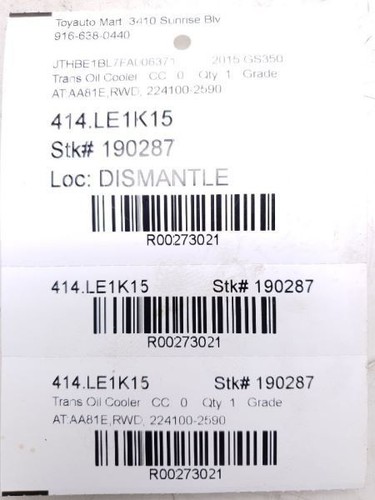 Toyauto Mart 3410 Sunrise Blv
916-638-0440
JTHBE1BL7FA006371 2015 GS350
Trans Oil Cooler CC 0 Qty 1 Grade
AT:AA81E,RWD, 224100-2590
414.LE1K15
Stk# 190287
Loc: DISMANTLE
R00273021
414.LE1K15 Stk# 190287
R00273021
414.LE1K15 Stk# 190287
Trans Oil Cooler CC 0 Qty 1 Grade
AT:AA81E,RWD, 224100-2590
R00273021